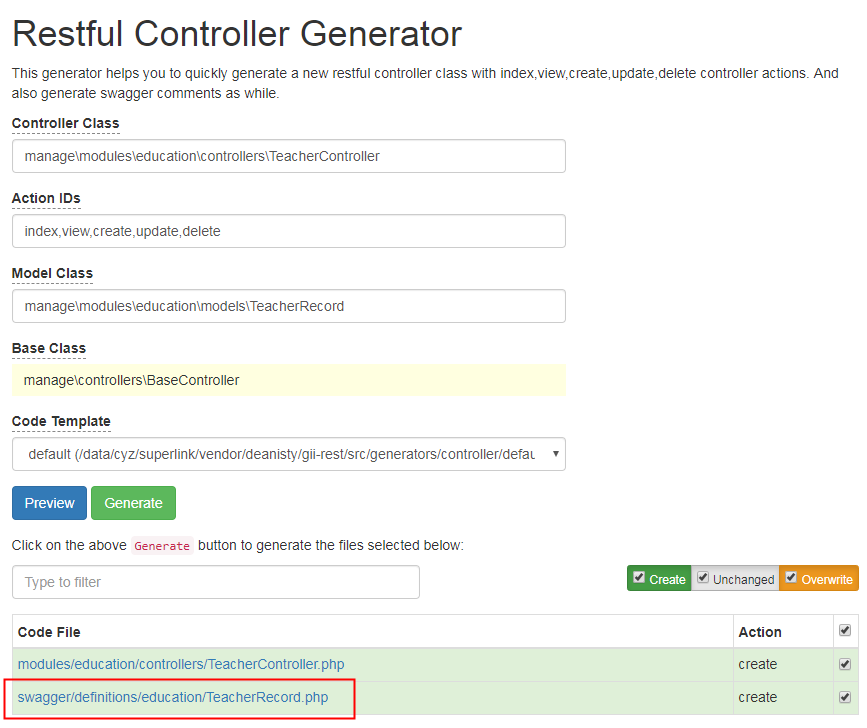 Restful Controller Generator
This generator helps you to quickly generate a new restful controller class with index,view,create,update,delete controller actions. And
also generate swagger comments as while.
Controller Class
manage\modules\education\controllers\TeacherController
Action IDs
index,view,create,update,delete
Model Class
manage\modules\education\models\TeacherRecord
Base Class
manage\controllers\BaseController
Code Template
default (/data/cyz/superlink/vendor/deanisty/gii-rest/src/generators/controller/defau
Preview Generate
Click on the above Generate button to generate the files selected below:
Type to filter Create Unchanged Overwrite
Code File Action
modules/education/controllers/TeacherController.php create
swagger/definitions/education/TeacherRecord.php create